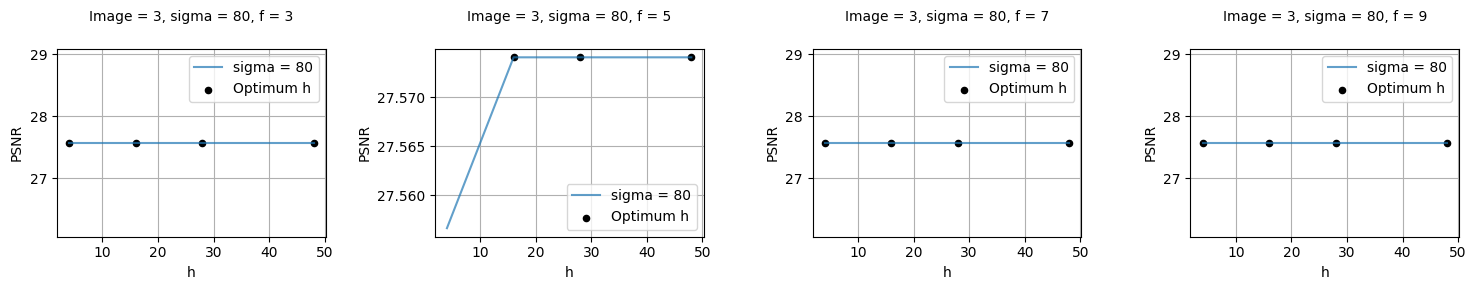 Image = 3, sigma = 80, f = 3
29
28
27
PSNR
sigma = 80
Optimum h
10 20 30 40 50
h
Image = 3, sigma = 80, f = 5
27.570
27.565
27.560
PSNR
sigma = 80
Optimum h
10 20 30 40 50
h
Image = 3, sigma = 80, f = 7
29
28
27
PSNR
sigma = 80
Optimum h
10 20 30 40 50
h
Image = 3, sigma = 80, f = 9
29
28
27
PSNR
sigma = 80
Optimum h
10 20 30 40 50
h